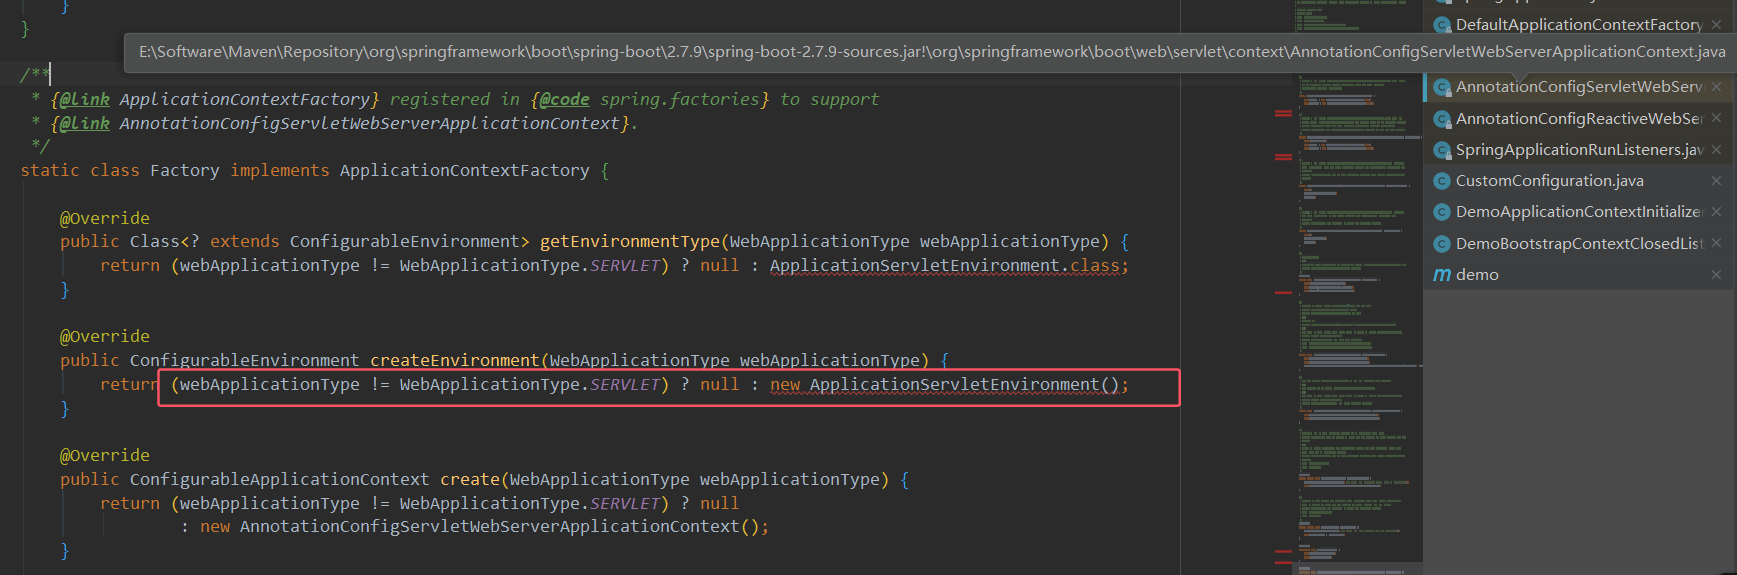 }
}
DefaultApplicationContextFactory
E:\Software\Maven\Repository\org\springframework\boot\spring-boot\2.7.9\spring-boot-2.7.9-sources.jar!\org\springframework\boot\web\servlet\context\AnnotationConfigServletWebServerApplicationContext.java
/**
* {@link ApplicationContextFactory} registered in {@code spring.factories} to support
* {@link AnnotationConfigServletWebServerApplicationContext}.
*/
static class Factory implements ApplicationContextFactory {
@Override
public Class<? extends ConfigurableEnvironment> getEnvironmentType(WebApplicationType webApplicationType) {
return (webApplicationType != WebApplicationType.SERVLET) ? null : ApplicationServletEnvironment.class;
}
@Override
public ConfigurableEnvironment createEnvironment(WebApplicationType webApplicationType) {
return (webApplicationType != WebApplicationType.SERVLET) ? null : new ApplicationServletEnvironment();
}
@Override
public ConfigurableApplicationContext create(WebApplicationType webApplicationType) {
return (webApplicationType != WebApplicationType.SERVLET) ? null
: new AnnotationConfigServletWebServerApplicationContext();
}
AnnotationConfigServletWebServ
AnnotationConfigReactiveWebSer
SpringApplicationRunListeners.jav
CustomConfiguration.java
DemoApplicationContextInitialize
DemoBootstrapContextClosedList
demo